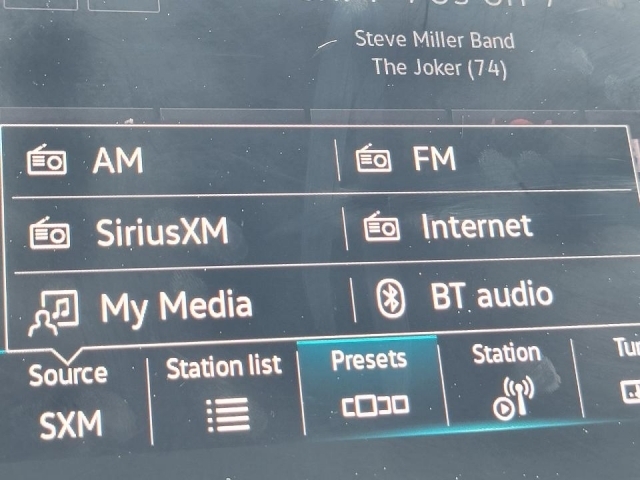 Steve Miller Band
The Joker (74)
AM
FM
SiriusXM
Internet
My Media
BT audio
Source
Station list
Presets
Station
SXM